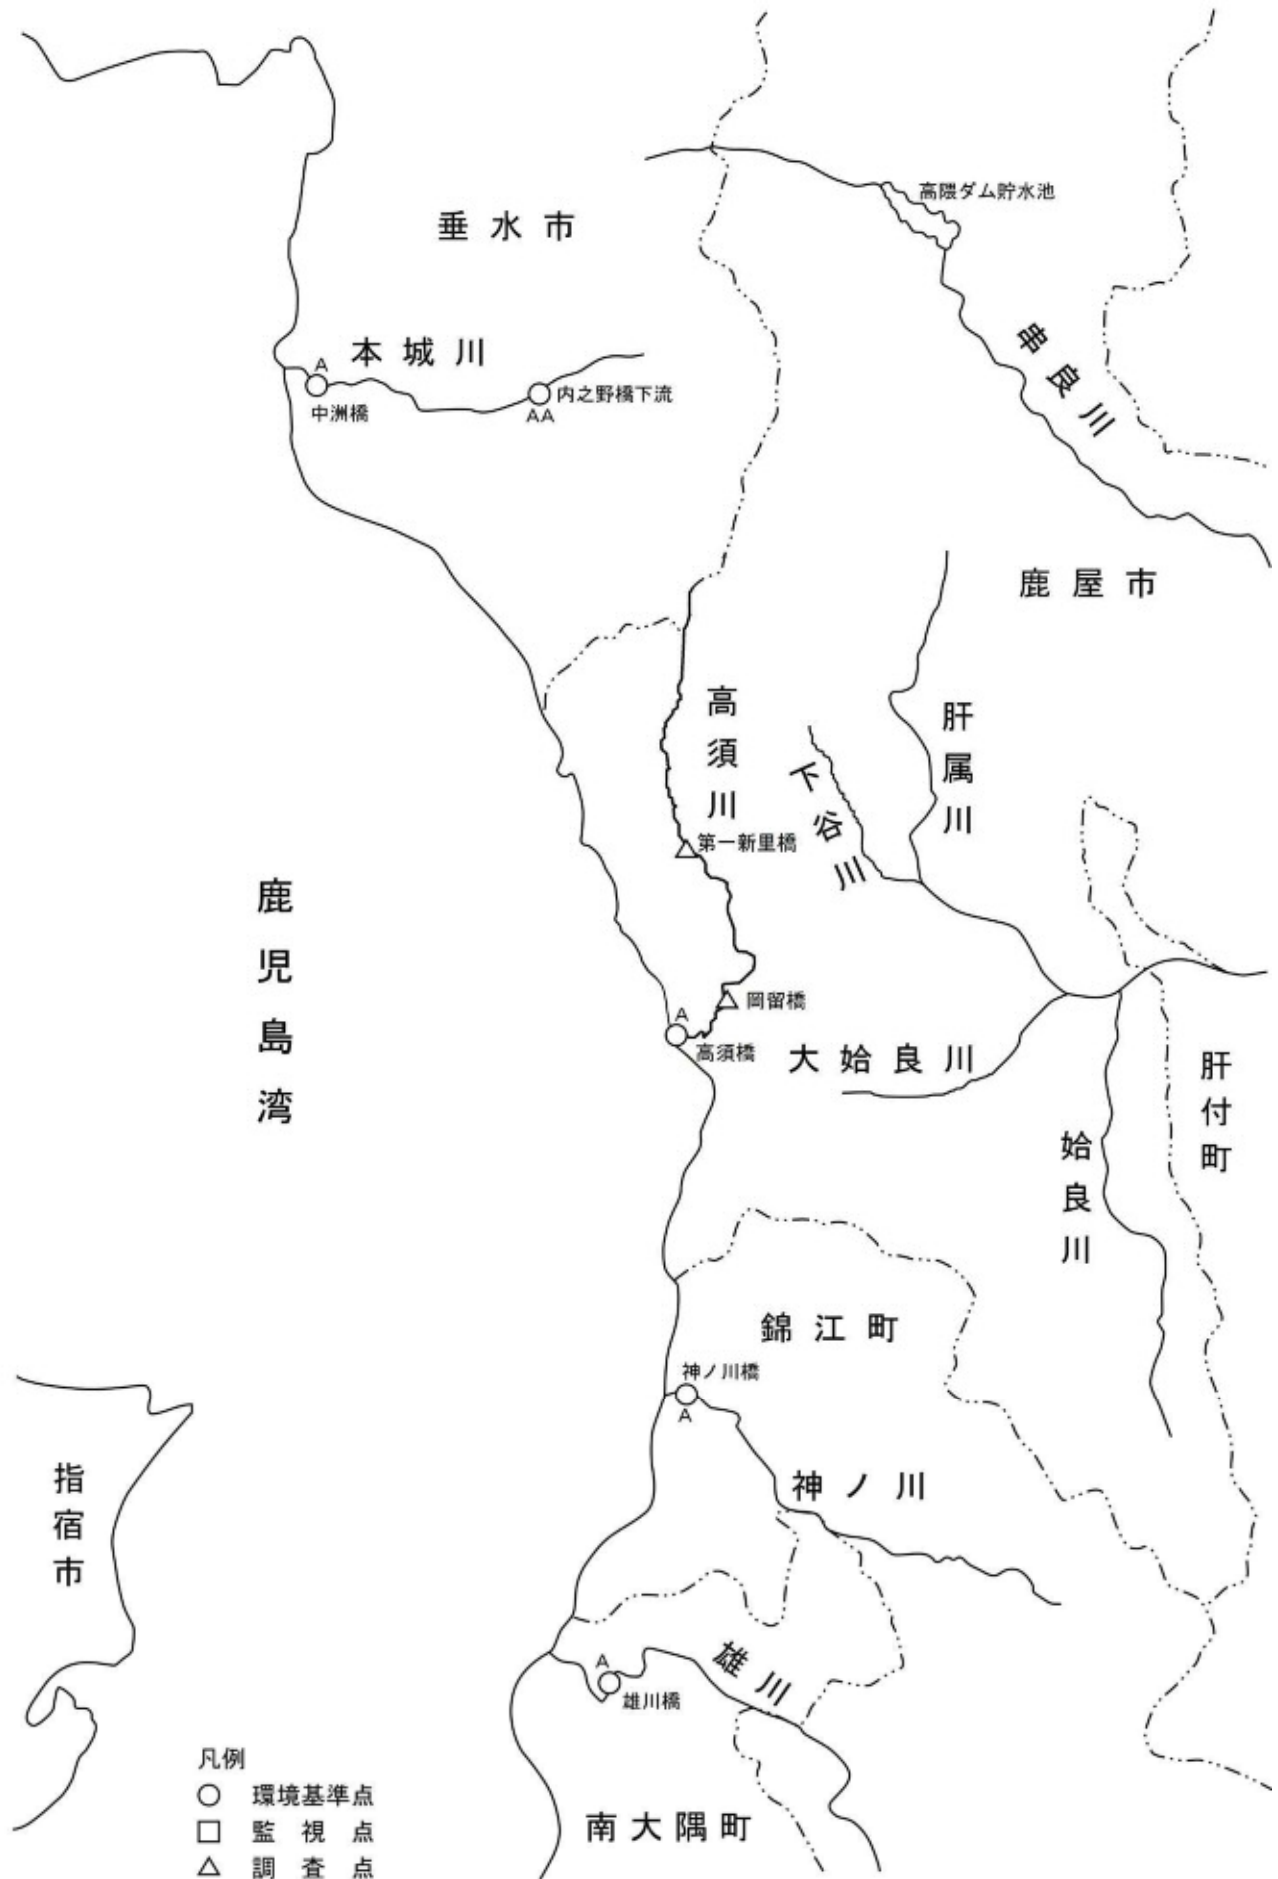 高隈ダム貯水池
垂水市
串良川
本城川
A
中洲橋
内之野橋下流
AA
鹿屋市
高須川
肝属川
下谷川
第一新里橋
鹿児島湾
岡留橋
A
高須橋
大姶良川
肝付町
姶良川
錦江町
神ノ川橋
A
神ノ川
指宿市
雄川
A
雄川橋
南大隅町
凡例
○ 環境基準点
□ 監視点
△ 調査点